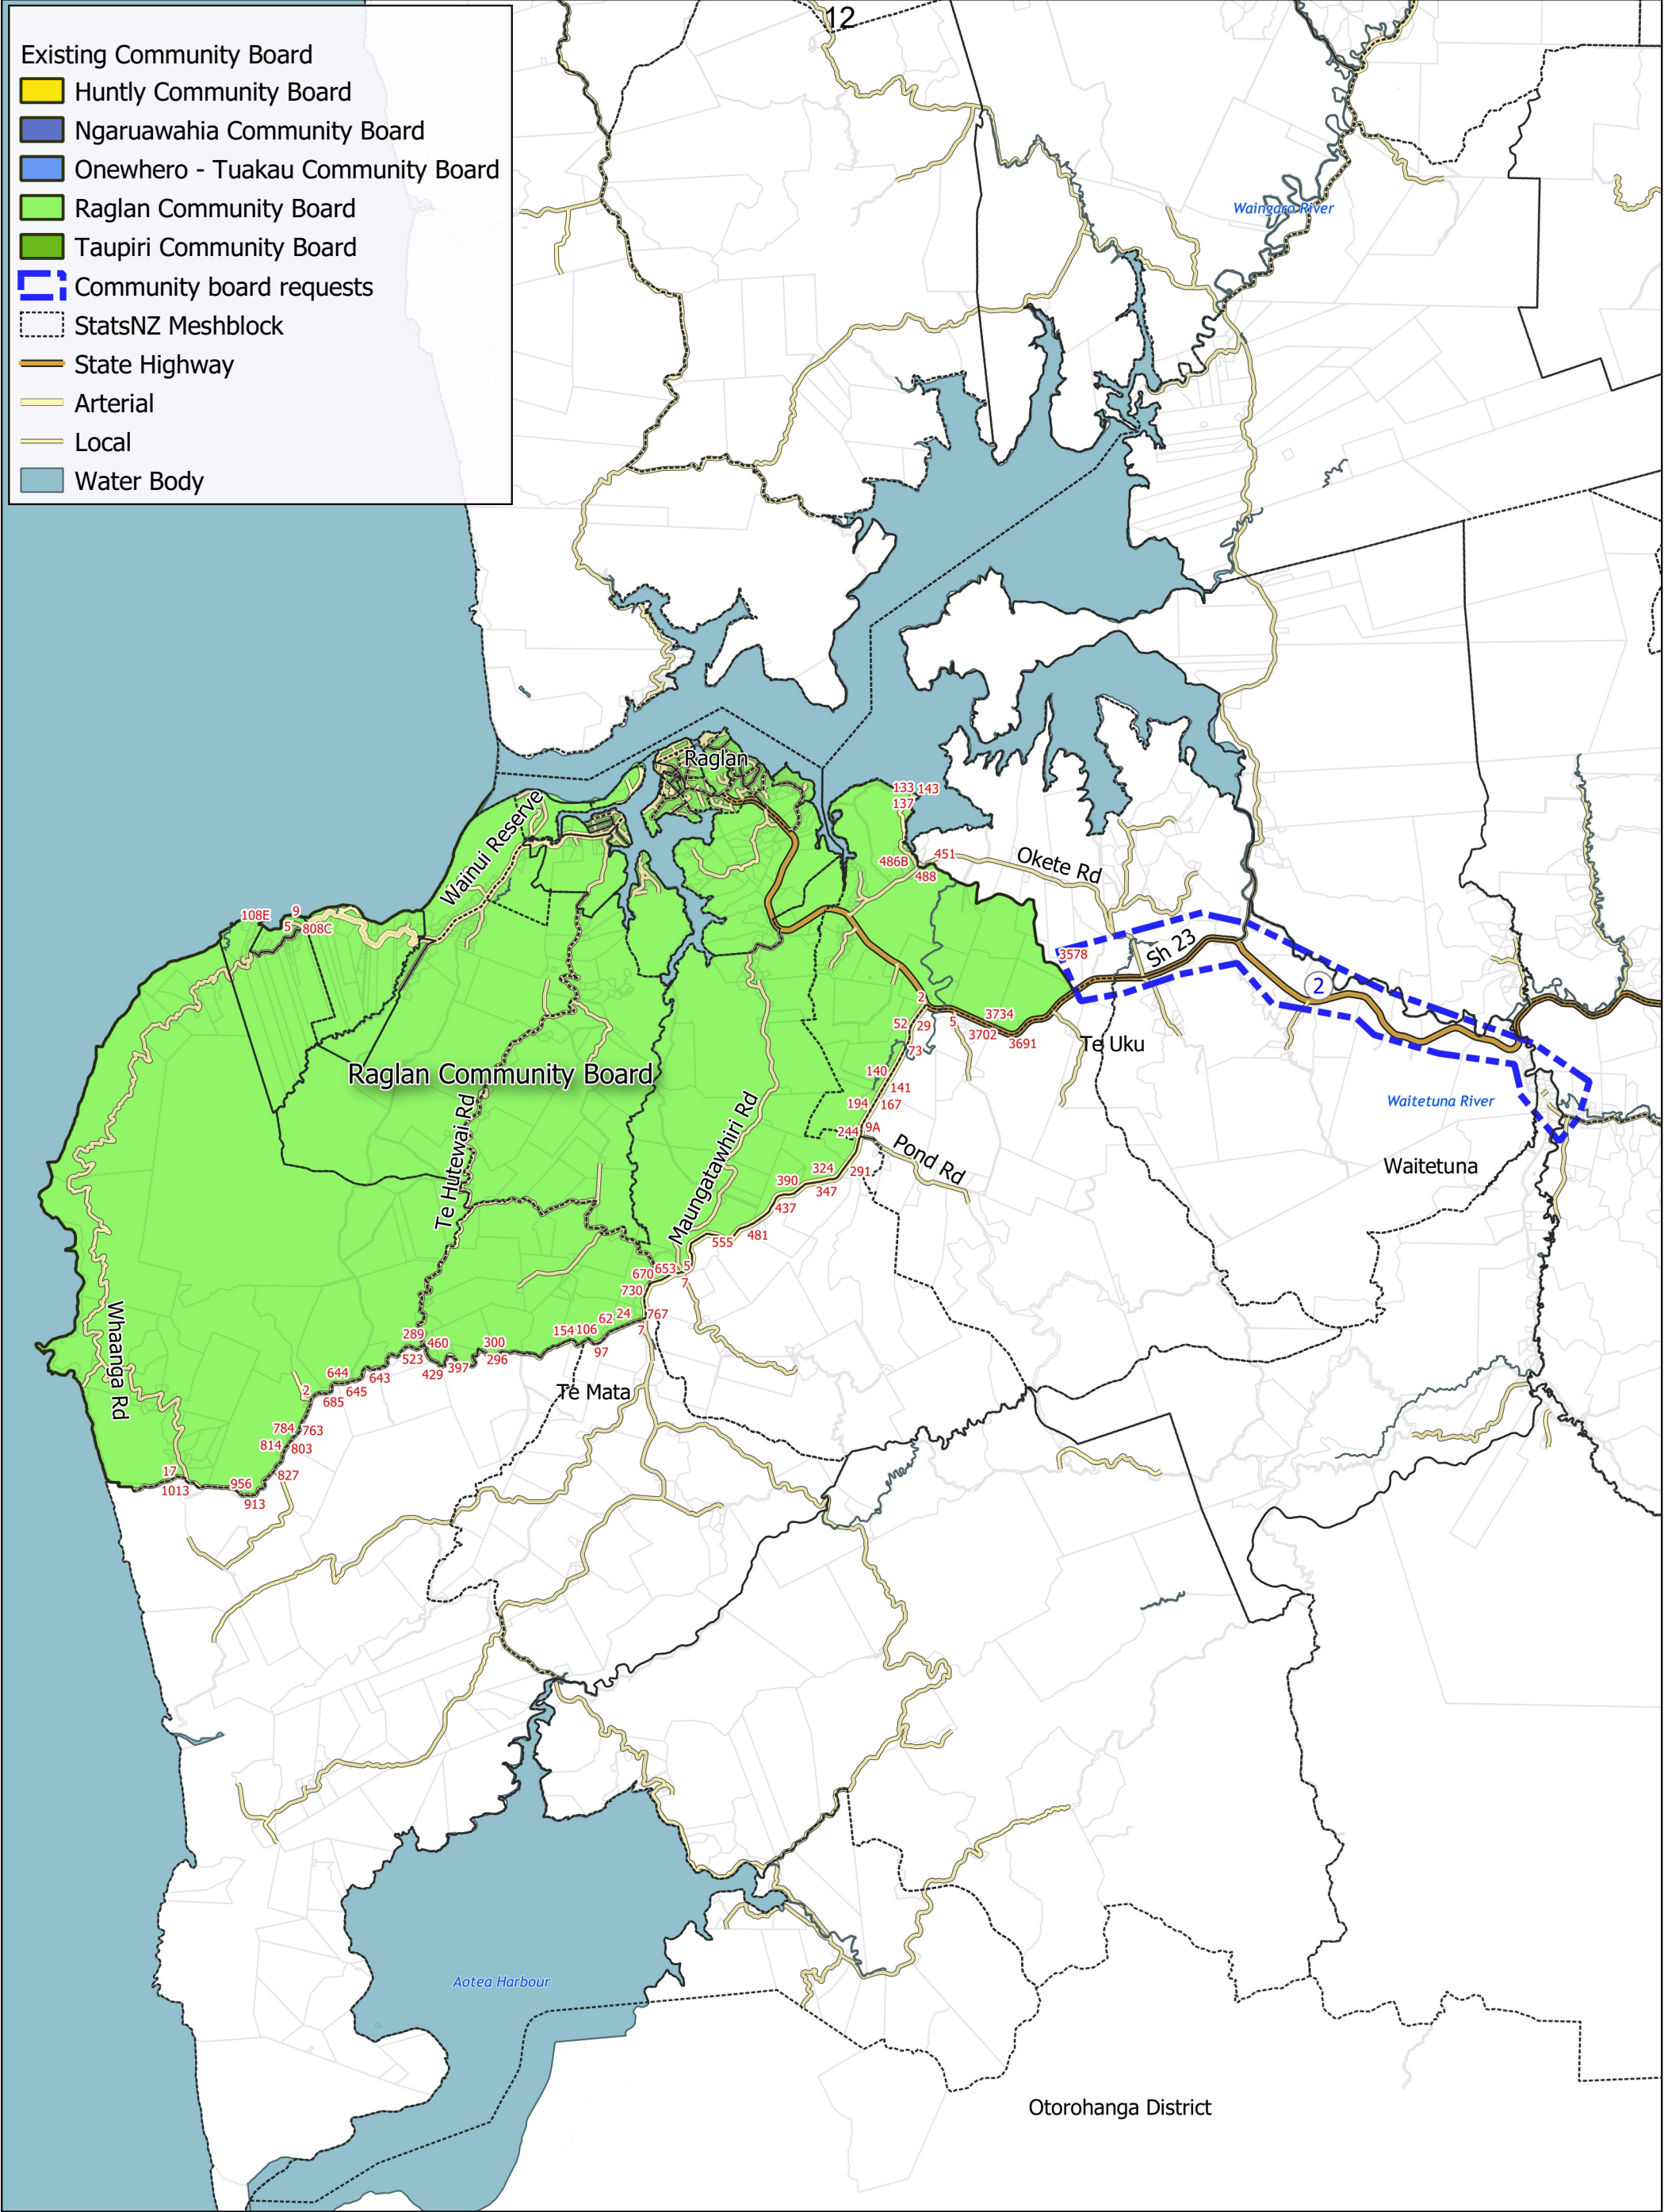 12
Existing Community Board
Huntly Community Board
Ngaruawahia Community Board
Onewhero - Tuakau Community Board
Raglan Community Board
Taupiri Community Board
Community board requests
StatsNZ Meshblock
State Highway
Arterial
Local
Water Body
Waingaro River
Raglan
Wainui Reserve
133 143
137
486B 451
488
Okete Rd
108E 9
5 808C
3578
Sh 23
2
2
52 29 5 3734
3702
3691
Te Uku
73
Raglan Community Board
140
141
194 167
244 9A
Waitetuna River
Pond Rd
Waitetuna
Te Hutewai Rd
Maungatawhiri Rd
324 291
390 347
437
481
555
670 653 5
7
730
767
62 24
7
154 106
97
Whaanga Rd
289
460
300
523
296
429 397
644 643
645
2
685
Te Mata
784 763
814 803
827
17
1013
956
913
Aotea Harbour
Otorohanga District